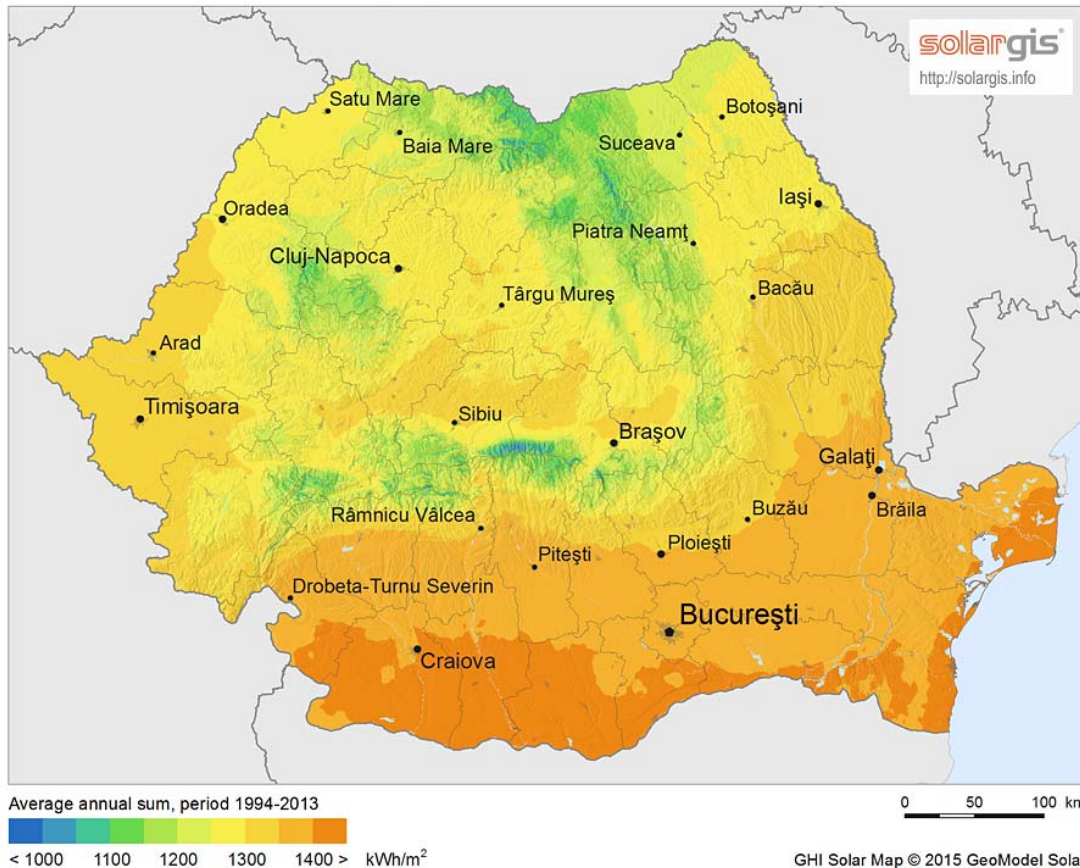 solargis®
http://solargis.info
Satu Mare
Botoşani
Baia Mare
Suceava
Iaşi
Oradea
Piatra Neamţ
Cluj-Napoca
Târgu Mureş
Bacău
Arad
Timişoara
Sibiu
Braşov
Galaţi
Râmnicu Vâlcea
Buzău
Brăila
Piteşti
Ploieşti
Drobeta-Turnu Severin
Bucureşti
Craiova
Average annual sum, period 1994-2013
0 50 100 km
< 1000 1100 1200 1300 1400 > kWh/m²
GHI Solar Map © 2015 GeoModel Sola